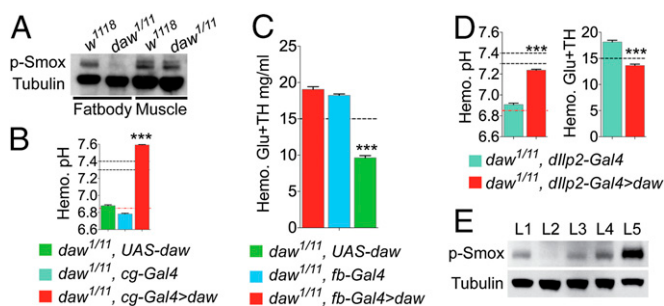 A
w1118
daw1/11
w1118
daw1/11
p-Smox
Tubulin
Fatbody Muscle
B
Hemo. pH
7.6
7.4
7.2
7.0
6.8
6.6
***
daw1/11, UAS-daw
daw1/11, cg-Gal4
daw1/11, cg-Gal4>daw
C
Hemo. Glu+TH mg/ml
25
20
15
10
5
0
***
daw1/11, UAS-daw
daw1/11, fb-Gal4
daw1/11, fb-Gal4>daw
D
Hemo. pH
7.6
7.4
7.2
7.0
6.8
***
Hemo. Glu+TH
20
15
10
5
0
***
daw1/11, dIlp2-Gal4
daw1/11, dIlp2-Gal4>daw
E
L1 L2 L3 L4 L5
p-Smox
Tubulin